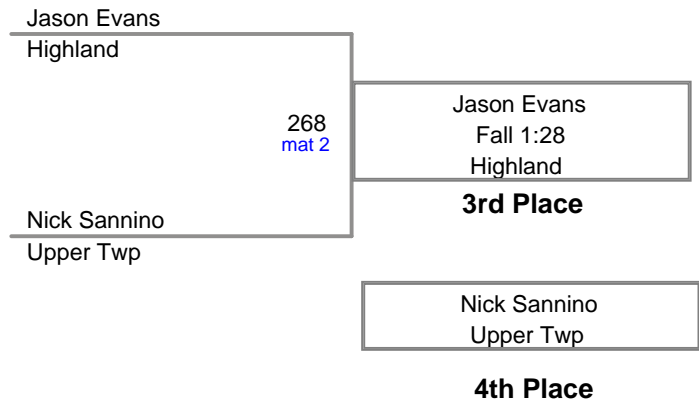 Jason Evans
Highland
268
mat 2
Jason Evans
Fall 1:28
Highland
3rd Place
Nick Sannino
Upper Twp
Nick Sannino
Upper Twp
4th Place